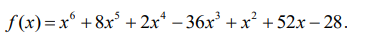 f(x) = x⁶ + 8x⁵ + 2x⁴ − 36x³ + x² + 52x − 28.